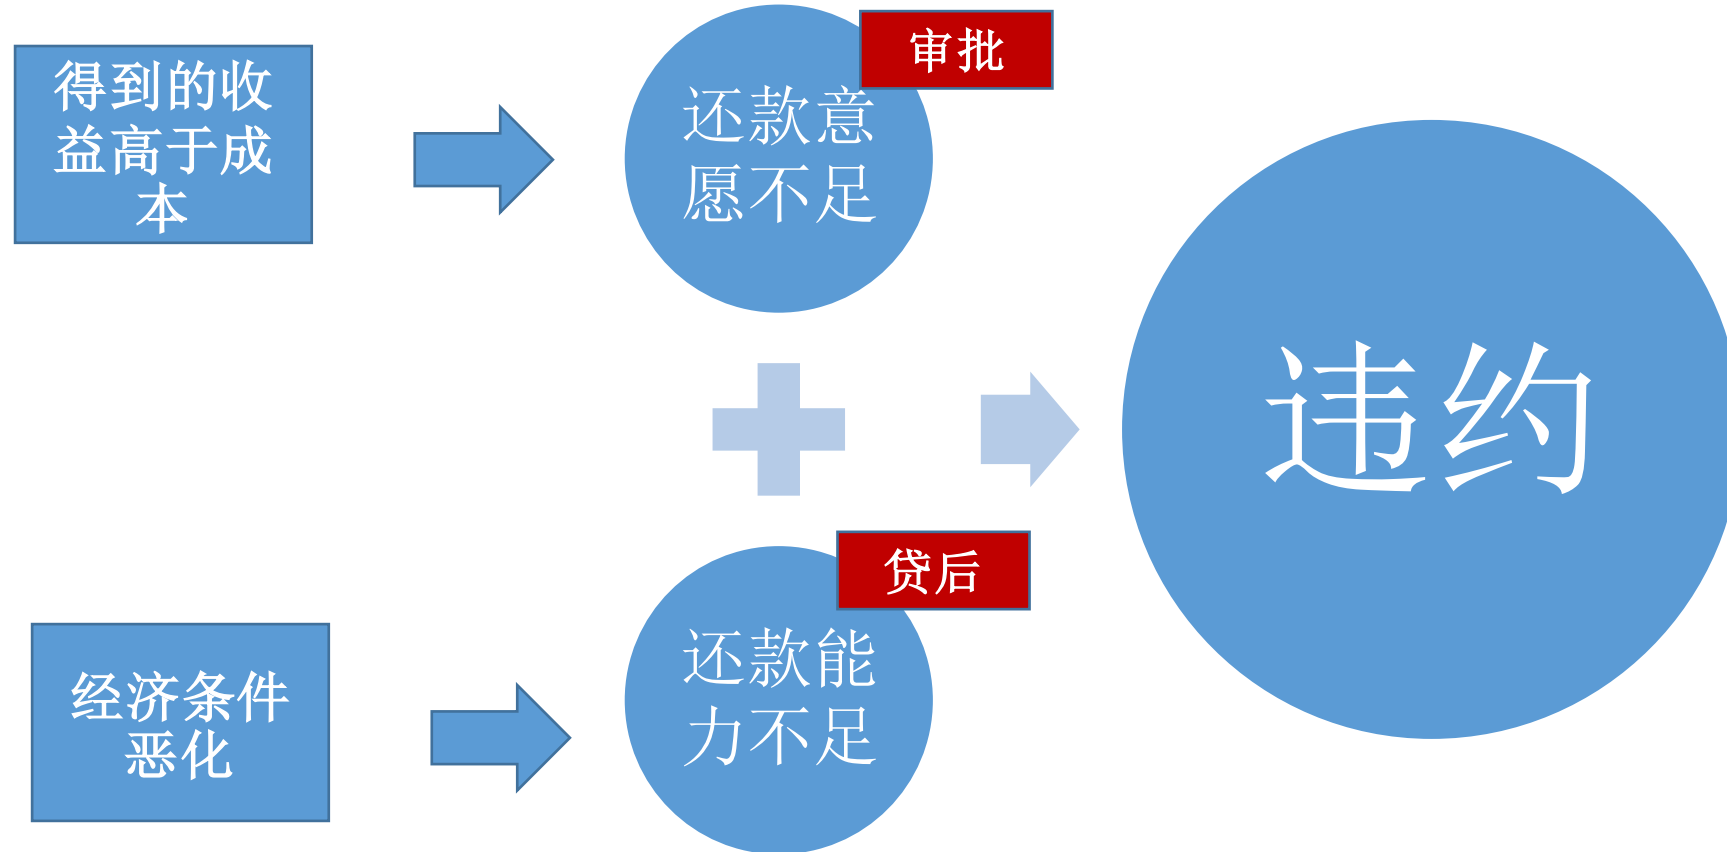 得到的收
益高于成
本
审批
还款意
愿不足
违约
贷后
还款能
力不足
经济条件
恶化